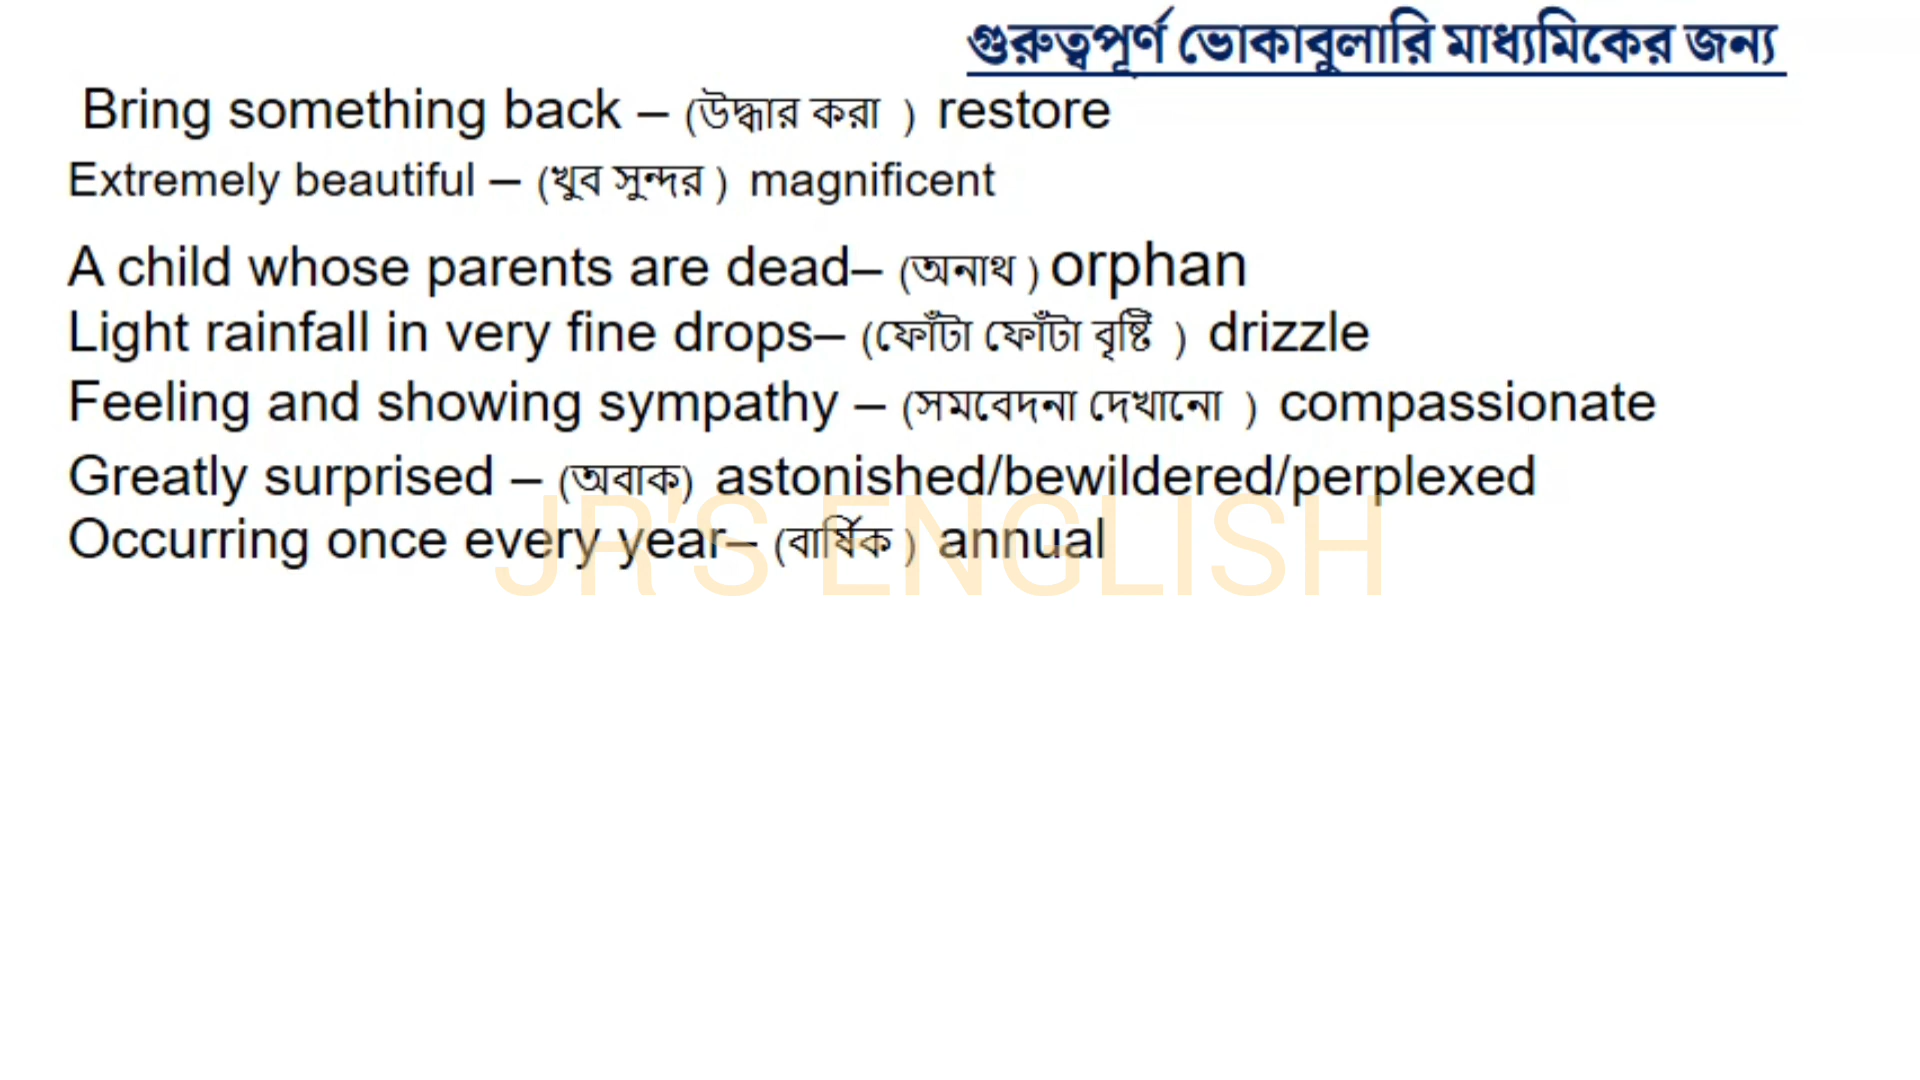 গুরুত্বপূর্ণ ভোকাবুলারি মাধ্যমিকের জন্য
Bring something back – (উদ্ধার করা ) restore
Extremely beautiful – (খুব সুন্দর ) magnificent
A child whose parents are dead– (অনাথ ) orphan
Light rainfall in very fine drops– (ফোঁটা ফোঁটা বৃষ্টি ) drizzle
Feeling and showing sympathy – (সমবেদনা দেখানো ) compassionate
Greatly surprised – (অবাক) astonished/bewildered/perplexed
Occurring once every year– (বার্ষিক ) annual
JR'S ENGLISH